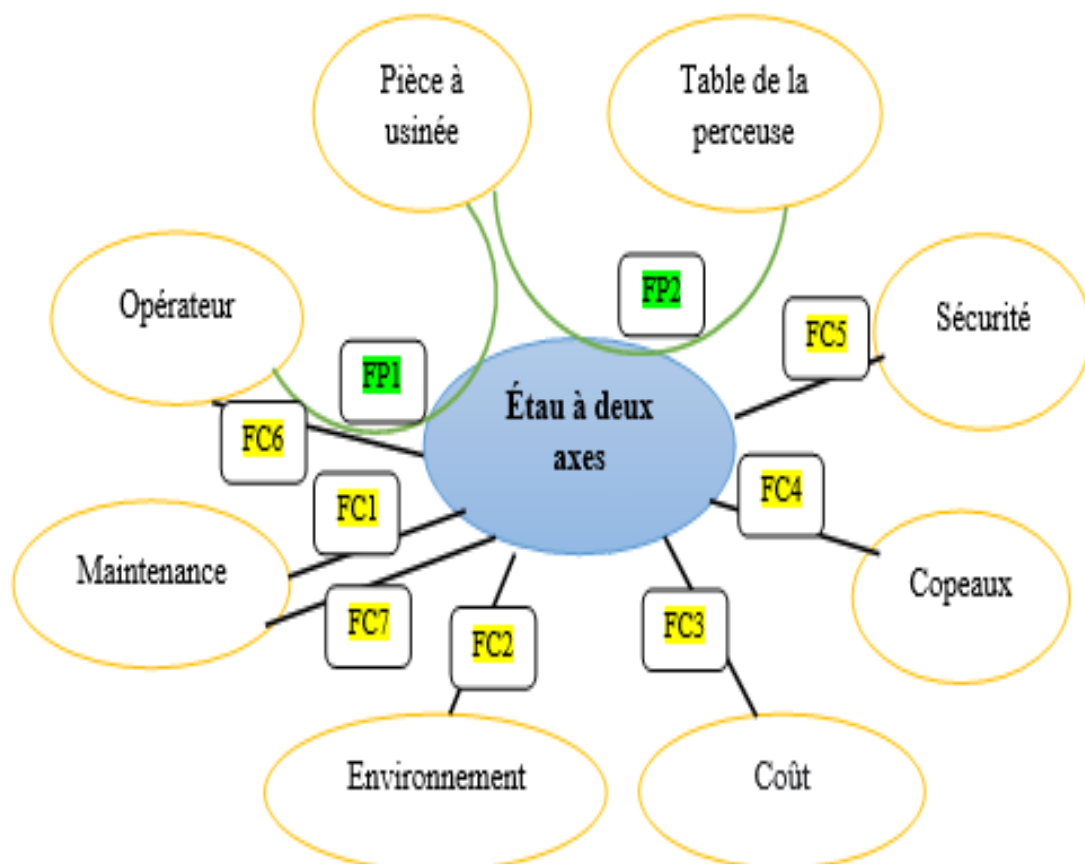 Pièce à
usinée
Table de la
perceuse
Opérateur
FP2
Sécurité
FC5
FP1
Étau à deux
axes
FC6
FC1
FC4
Maintenance
Copeaux
FC7
FC2
FC3
Environnement
Coût